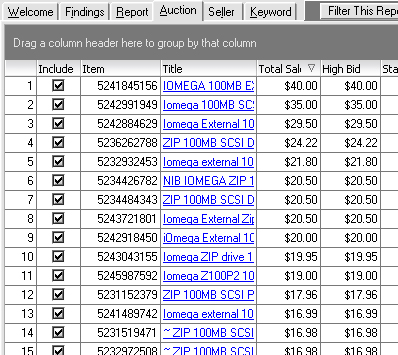 Welcome Findings Report Auction Seller Keyword Filter This Repo
Drag a column header here to group by that column
Include Item Title Total Sale High Bid Sta
1 5241845156 IOMEGA 100MB E $40.00 $40.00
2 5242991949 Iomega 100MB SC $35.00 $35.00
3 5242884629 Iomega External 10 $29.50 $29.50
4 5236262788 ZIP 100MB SCSI D $24.22 $24.22
5 5232932453 Iomega external 10 $21.80 $21.80
6 5234426782 NIB IOMEGA ZIP 1 $20.50 $20.50
7 5234484343 ZIP 100MB SCSI D $20.50 $20.50
8 5243721801 Iomega External Zip $20.50 $20.50
9 5242918450 iOmega External 10 $20.00 $20.00
10 5243043155 Iomega ZIP drive 1 $19.95 $19.95
11 5245987592 Iomega Z100P2 10 $19.00 $19.00
12 5231152379 ZIP 100MB SCSI P $17.96 $17.96
13 5241489742 Iomega external 10 $16.99 $16.99
14 5231519471 ~ ZIP 100MB SCSI $16.98 $16.98
15 5232972508 ~ ZIP 100MB SCSI $16.98 $16.98